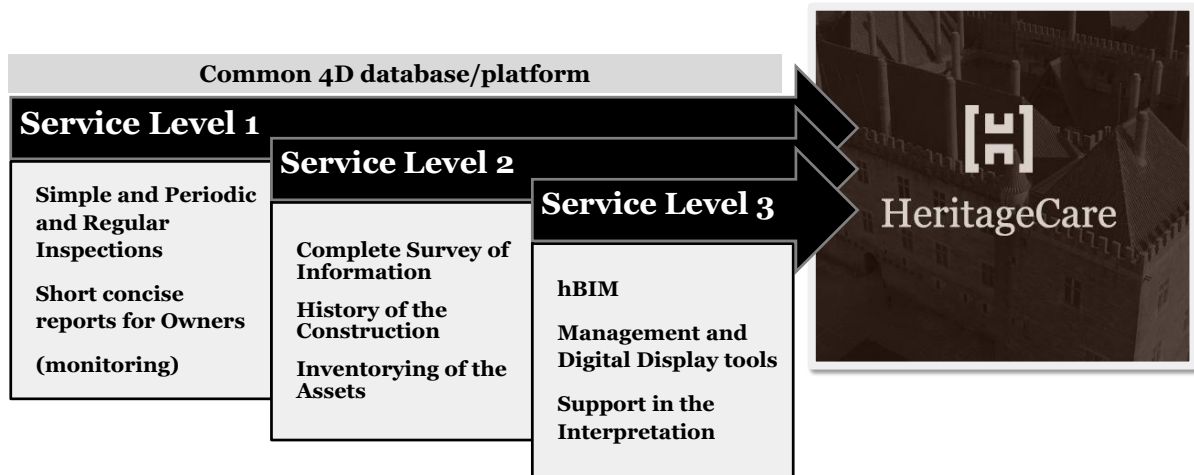 Common 4D database/platform
Service Level 1
Simple and Periodic
and Regular
Inspections
Short concise
reports for Owners
(monitoring)
Service Level 2
Complete Survey of
Information
History of the
Construction
Inventorying of the
Assets
Service Level 3
hBIM
Management and
Digital Display tools
Support in the
Interpretation
HeritageCare